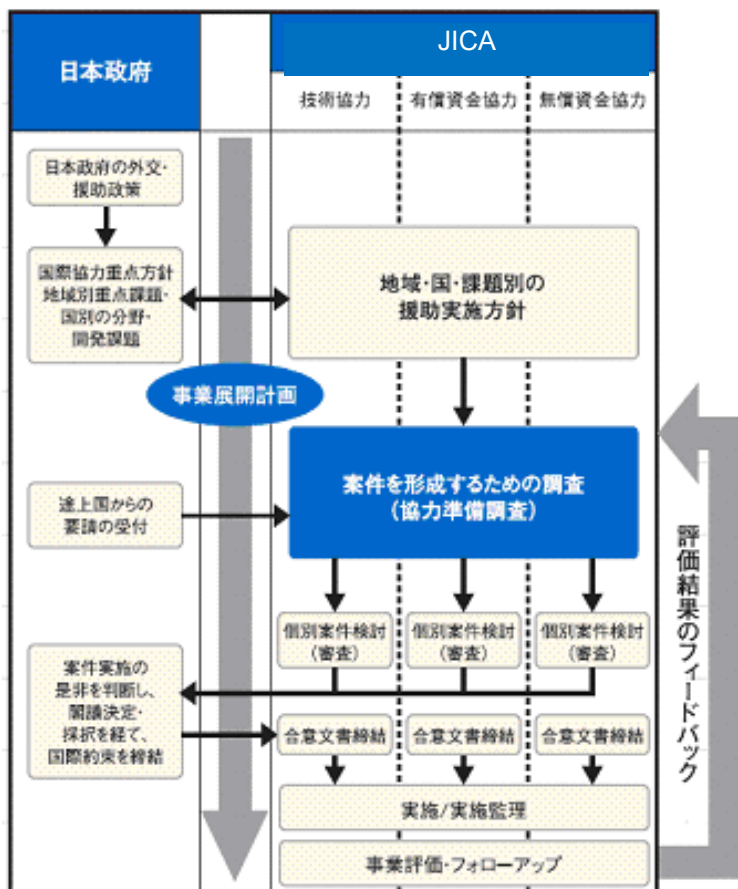 日本政府
JICA
技術協力
有償資金協力
無償資金協力
日本政府の外交・
援助政策
国際協力重点方針
地域別重点課題・
国別の分野・
開発課題
地域・国・課題別の
援助実施方針
事業展開計画
途上国からの
要請の受付
案件を形成するための調査
(協力準備調査)
個別案件検討
(審査)
個別案件検討
(審査)
個別案件検討
(審査)
案件実施の
是非を判断し、
閣議決定・
採択を経て、
国際約束を締結
合意文書締結
合意文書締結
合意文書締結
実施/実施監理
事業評価・フォローアップ
評価結果のフィードバック